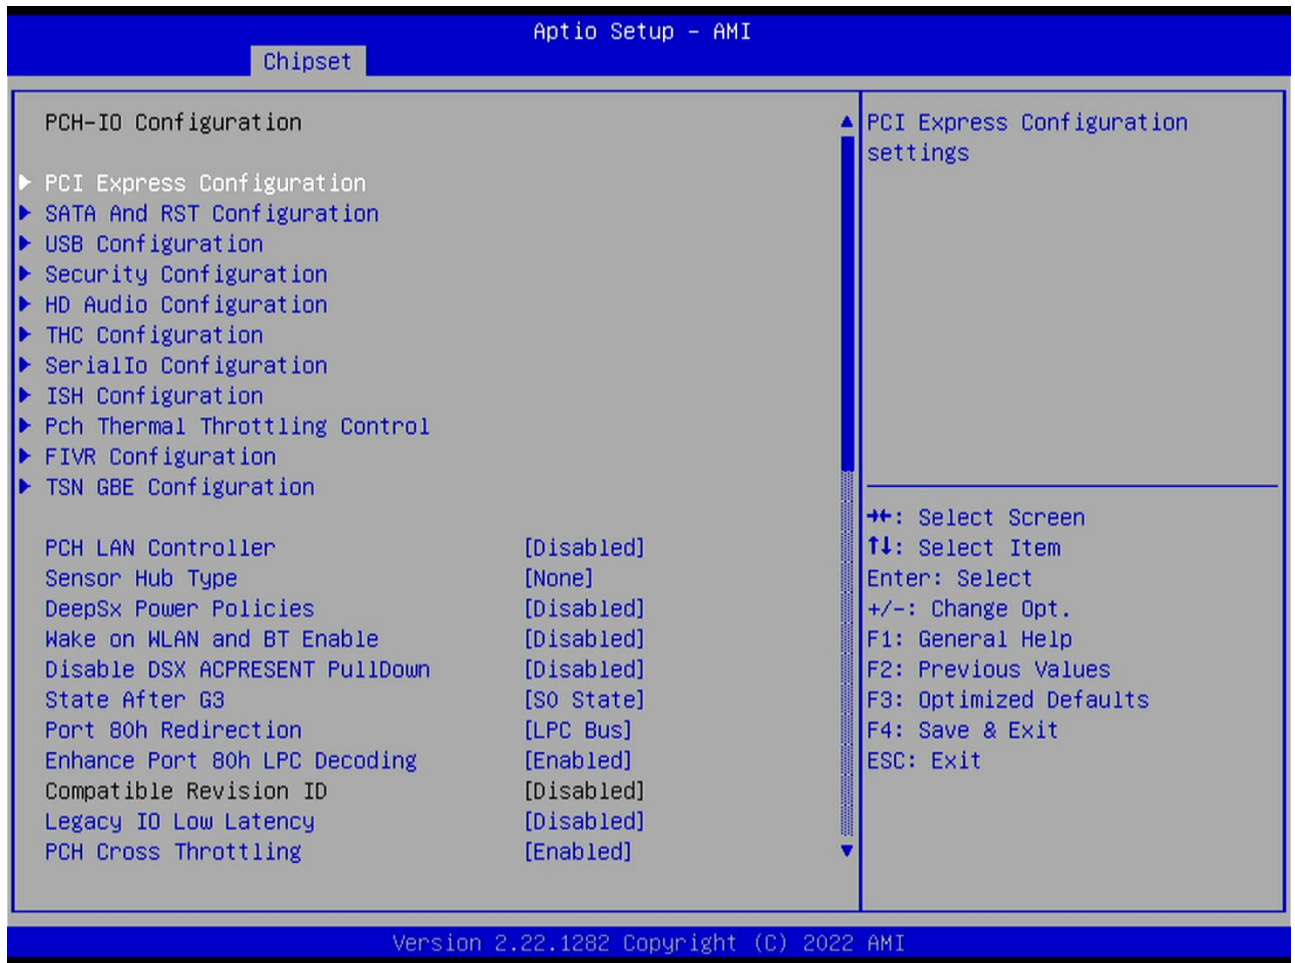 Aptio Setup - AMI
Chipset
PCH-IO Configuration
PCI Express Configuration
SATA And RST Configuration
USB Configuration
Security Configuration
HD Audio Configuration
THC Configuration
SerialIo Configuration
ISH Configuration
Pch Thermal Throttling Control
FIVR Configuration
TSN GBE Configuration
PCH LAN Controller [Disabled]
Sensor Hub Type [None]
DeepSx Power Policies [Disabled]
Wake on WLAN and BT Enable [Disabled]
Disable DSX ACPRESENT PullDown [Disabled]
State After G3 [S0 State]
Port 80h Redirection [LPC Bus]
Enhance Port 80h LPC Decoding [Enabled]
Compatible Revision ID [Disabled]
Legacy IO Low Latency [Disabled]
PCH Cross Throttling [Enabled]
PCI Express Configuration
settings
→←: Select Screen
↑↓: Select Item
Enter: Select
+/-: Change Opt.
F1: General Help
F2: Previous Values
F3: Optimized Defaults
F4: Save & Exit
ESC: Exit
Version 2.22.1282 Copyright (C) 2022 AMI